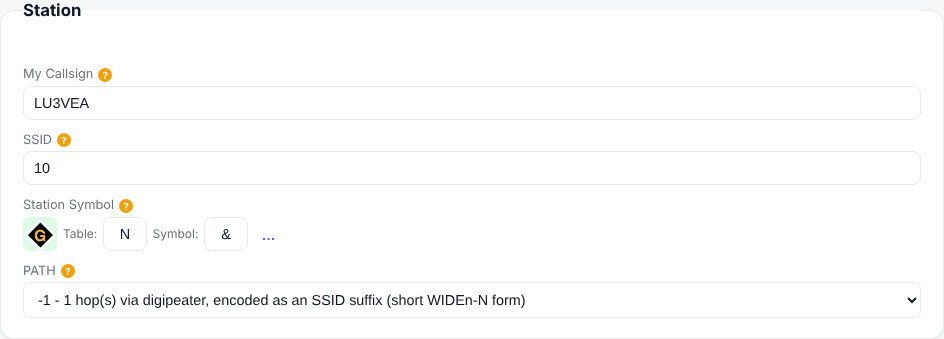 Station
My Callsign ?
LU3VEA
SSID ?
10
Station Symbol ?
G Table: N Symbol: & ...
PATH ?
-1 - 1 hop(s) via digipeater, encoded as an SSID suffix (short WIDEn-N form)